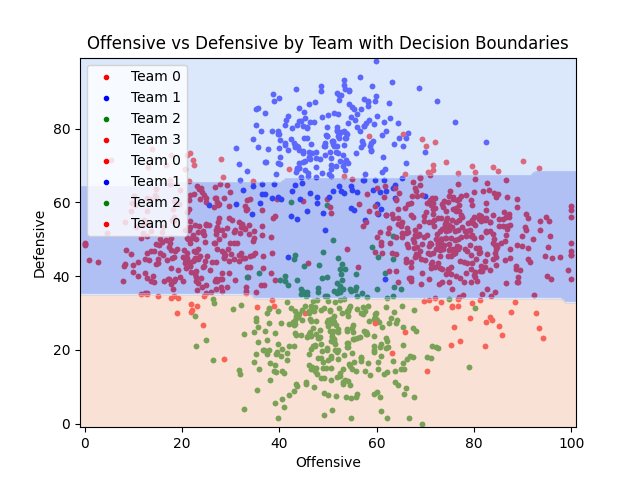 Offensive vs Defensive by Team with Decision Boundaries
Team 0
Team 1
Team 2
Team 3
Team 0
Team 1
Team 2
Team 0
80
60
40
20
0
Defensive
0 20 40 60 80 100
Offensive